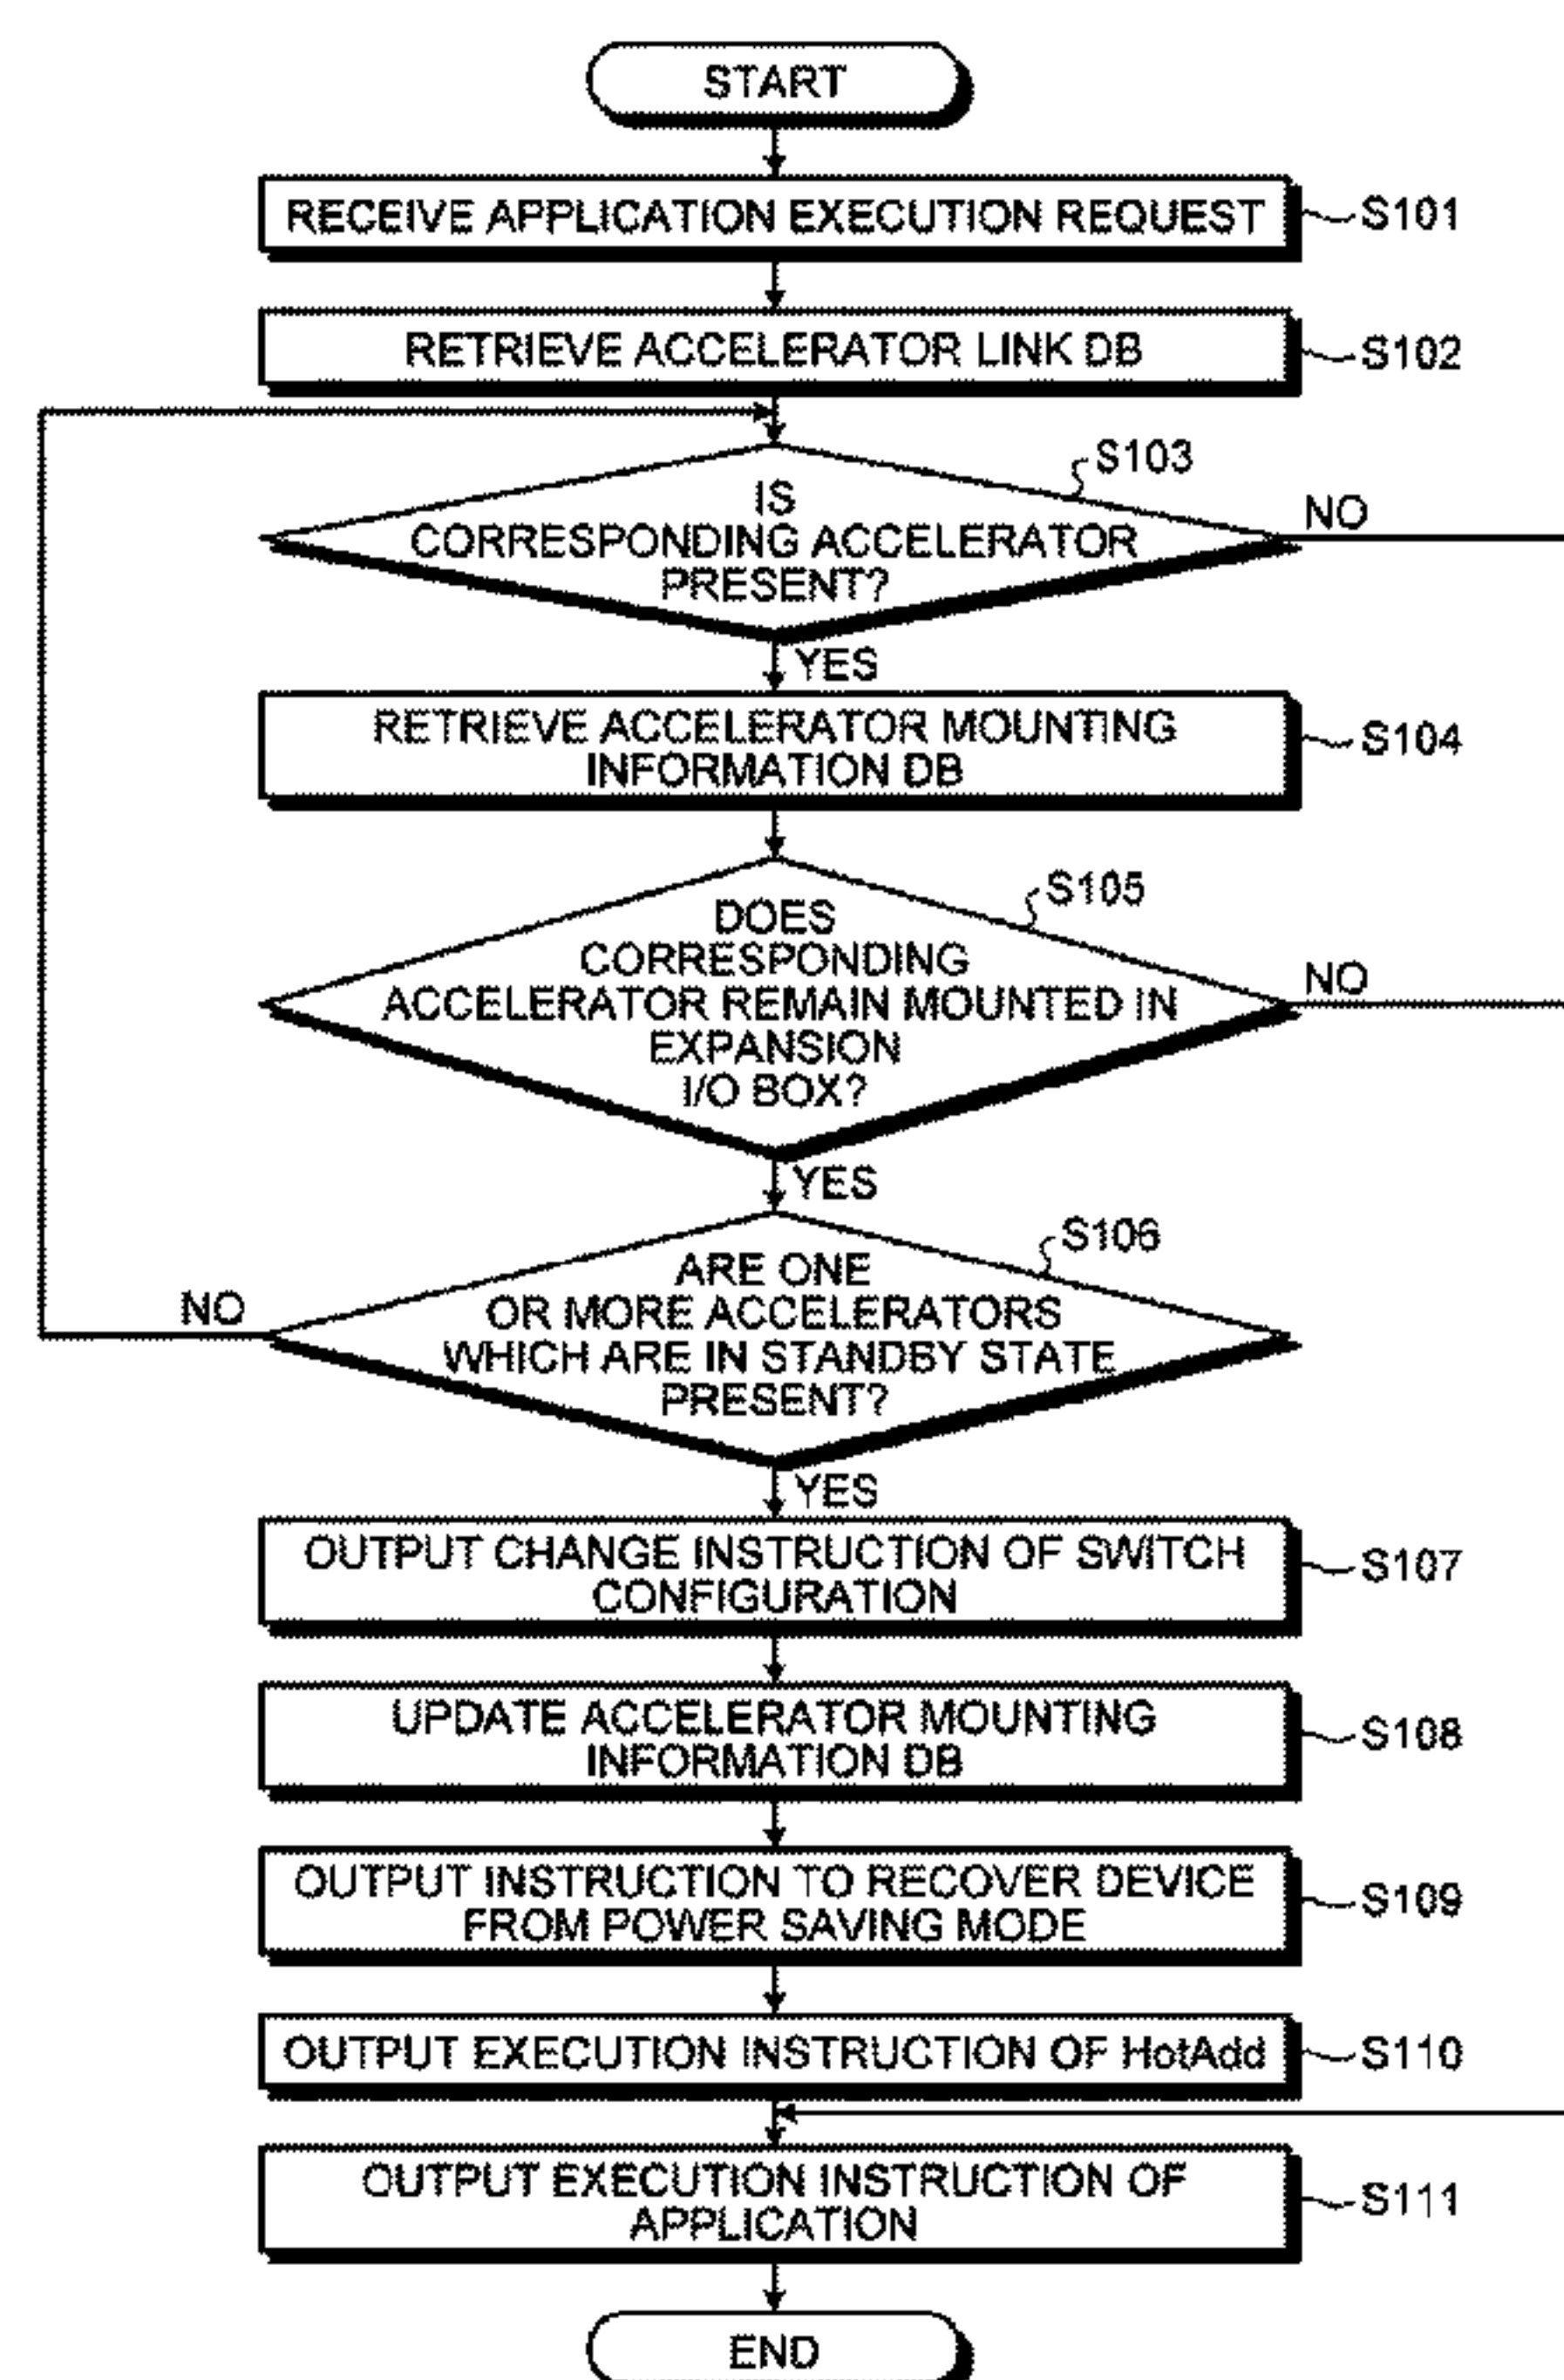 START
RECEIVE APPLICATION EXECUTION REQUEST
S101
RETRIEVE ACCELERATOR LINK DB
S102
S103
IS
CORRESPONDING ACCELERATOR
PRESENT?
NO
YES
RETRIEVE ACCELERATOR MOUNTING
INFORMATION DB
S104
S105
DOES
CORRESPONDING
ACCELERATOR REMAIN MOUNTED IN
EXPANSION
I/O BOX?
NO
YES
S106
ARE ONE
OR MORE ACCELERATORS
WHICH ARE IN STANDBY STATE
PRESENT?
NO
YES
OUTPUT CHANGE INSTRUCTION OF SWITCH
CONFIGURATION
S107
UPDATE ACCELERATOR MOUNTING
INFORMATION DB
S108
OUTPUT INSTRUCTION TO RECOVER DEVICE
FROM POWER SAVING MODE
S109
OUTPUT EXECUTION INSTRUCTION OF HotAdd
S110
OUTPUT EXECUTION INSTRUCTION OF
APPLICATION
S111
END